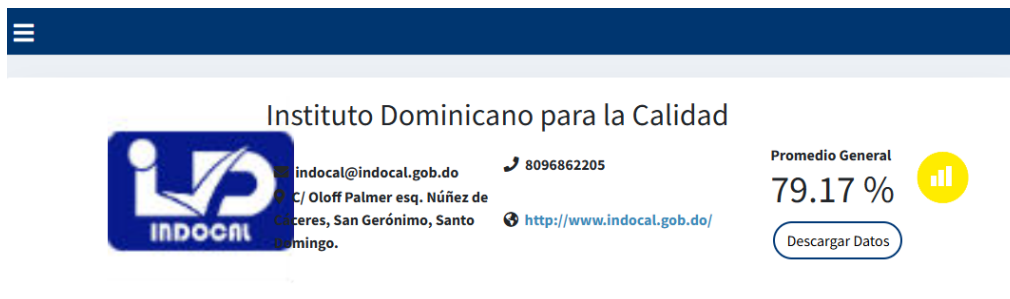 Instituto Dominicano para la Calidad
INDOCAL
indocal@indocal.gob.do
C/ Oloff Palmer esq. Núñez de
Cáceres, San Gerónimo, Santo
Domingo.
8096862205
http://www.indocal.gob.do/
Promedio General
79.17 %
Descargar Datos